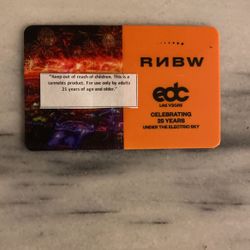 "Keep out of reach of children. This is a
cannabis product. For use only by adults
21 years of age and older."
RИBW
edc
LAS VEGAS
CELEBRATING
25 YEARS
UNDER THE ELECTRIC SKY